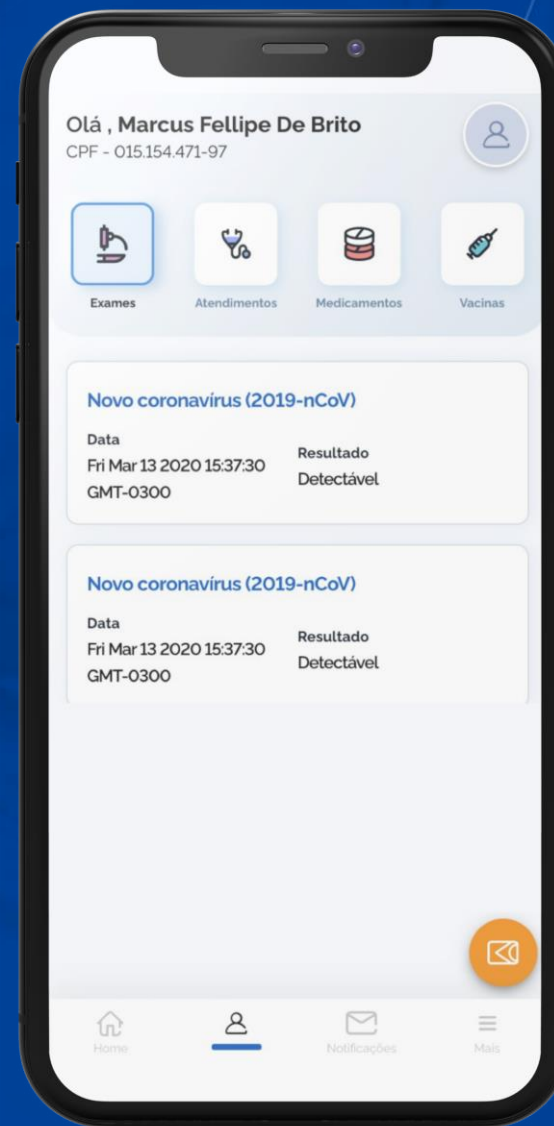 Olá , Marcus Fellipe De Brito
CPF - 015.154.471-97
Exames
Atendimentos
Medicamentos
Vacinas
Novo coronavírus (2019-nCoV)
Data
Fri Mar 13 2020 15:37:30
GMT-0300
Resultado
Detectável
Novo coronavírus (2019-nCoV)
Data
Fri Mar 13 2020 15:37:30
GMT-0300
Resultado
Detectável
Home
Notificações
Mais